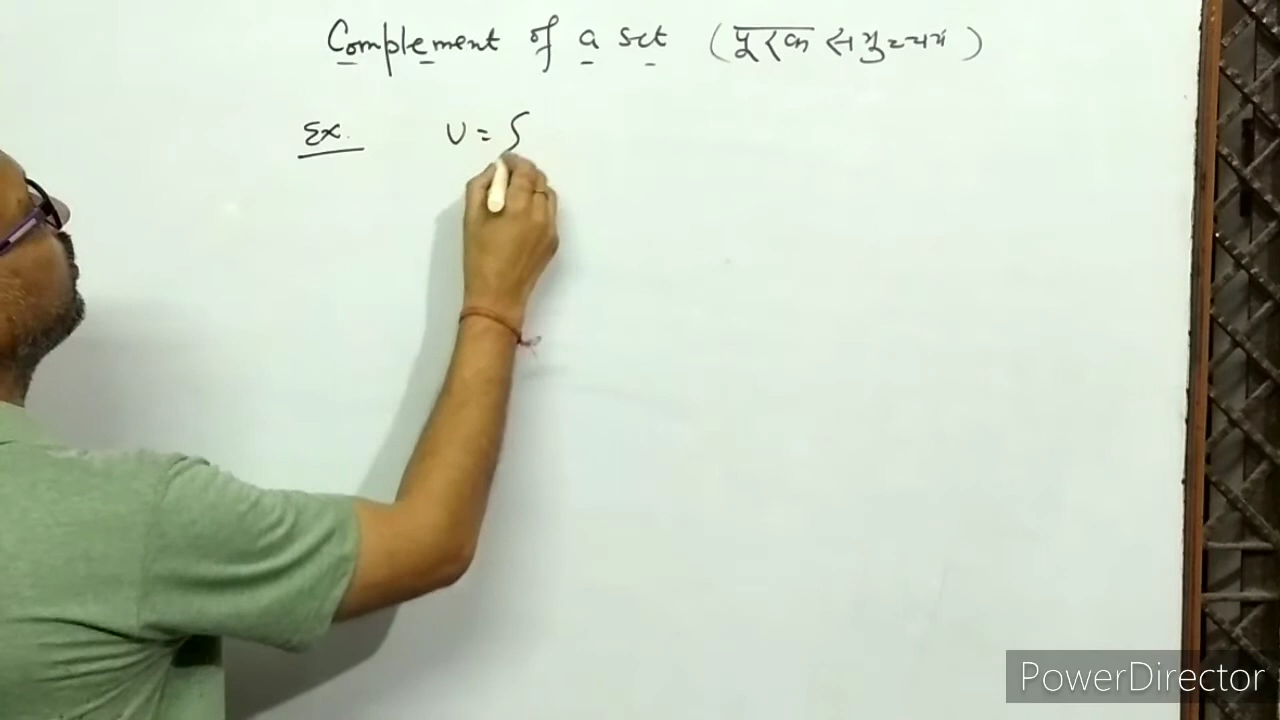 Complement of a set (पूरक समुच्चय)
Ex. U = {
PowerDirector